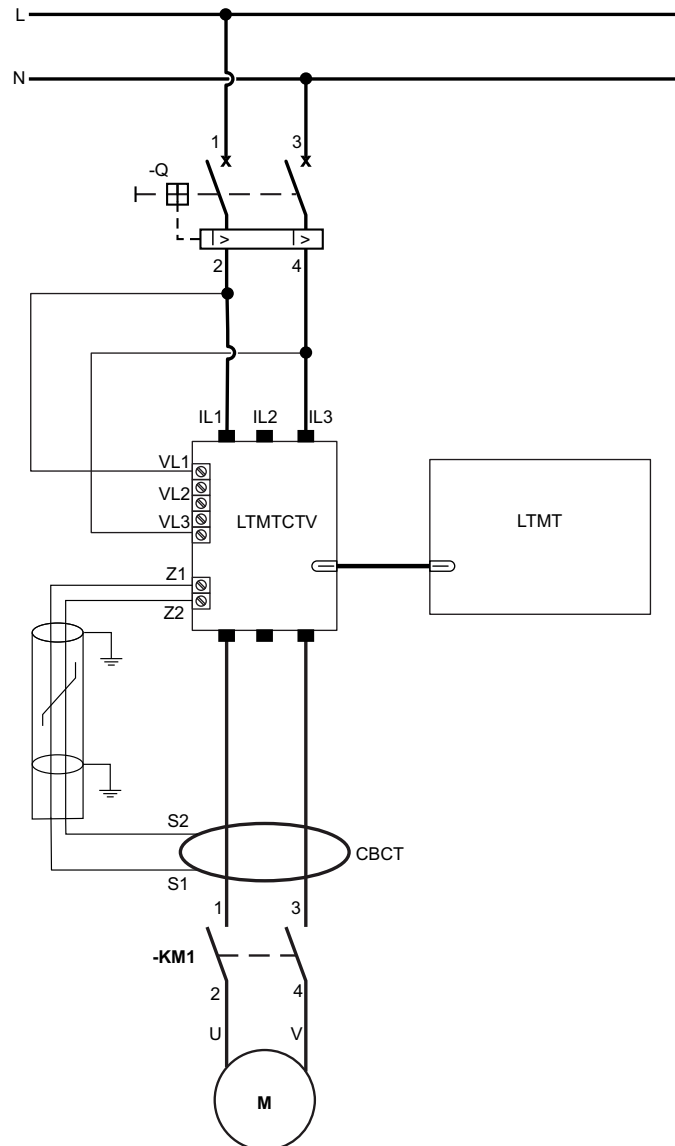 L
N
1 3
-Q
I> I>
2 4
IL1 IL2 IL3
VL1
VL2
VL3
LTMTCTV
LTMT
Z1
Z2
S2
CBCT
S1
1 3
-KM1
2 4
U V
M